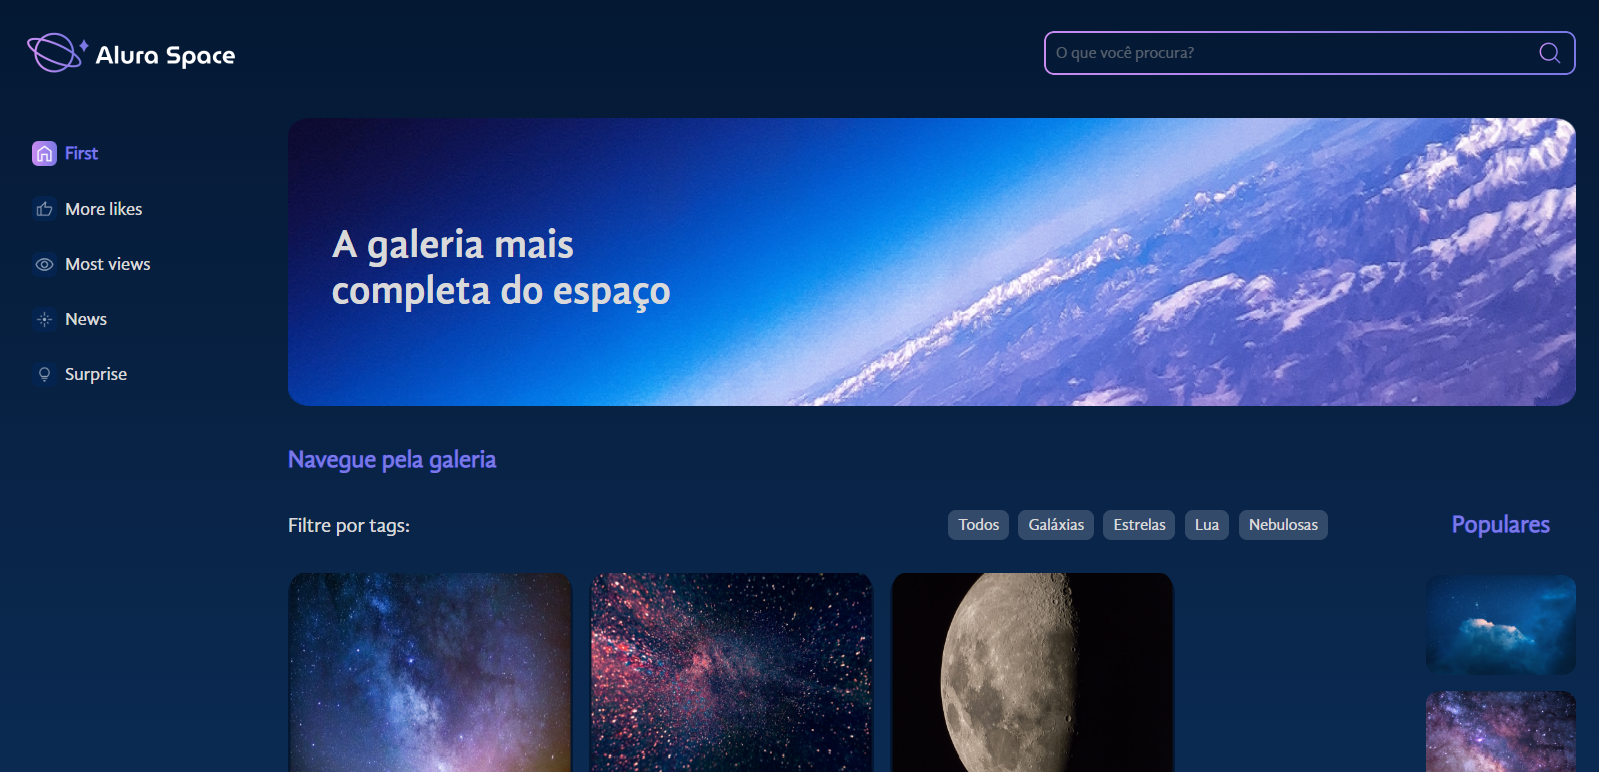 Alura Space
O que você procura?
First
More likes
Most views
News
Surprise
A galeria mais
completa do espaço
Navegue pela galeria
Filtre por tags:
Todos
Galáxias
Estrelas
Lua
Nebulosas
Populares